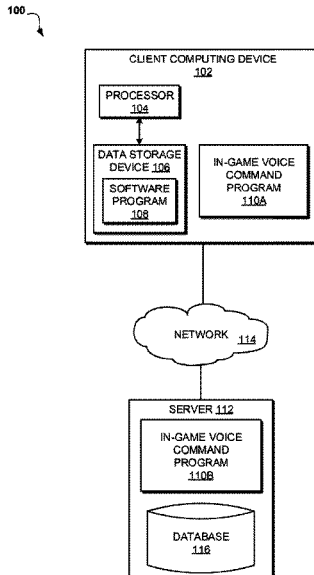 100
CLIENT COMPUTING DEVICE
102
PROCESSOR
104
DATA STORAGE
DEVICE 106
SOFTWARE
PROGRAM
108
IN-GAME VOICE
COMMAND
PROGRAM
110A
NETWORK
114
SERVER 112
IN-GAME VOICE
COMMAND
PROGRAM
110B
DATABASE
116